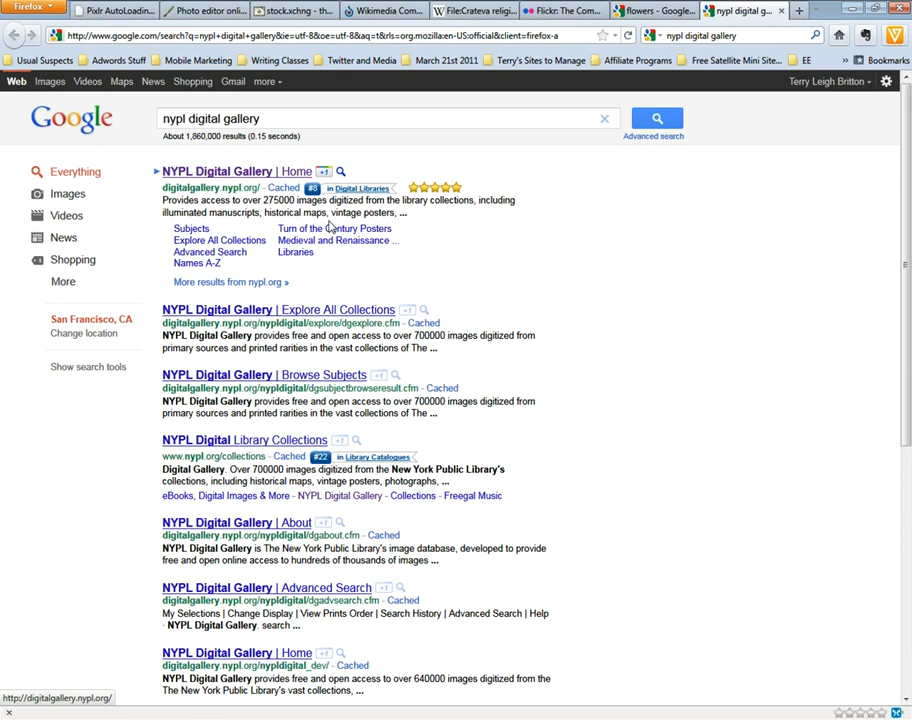 Firefox
Pixlr AutoLoadin...
Photo editor onli...
stock.xchng - th...
Wikimedia Com...
File:Crateva religi...
Flickr: The Com...
flowers - Google...
nypl digital g...
http://www.google.com/search?q=nypl+digital+gallery&ie=utf-8&oe=utf-8&aq=t&rls=org.mozilla:en-US:official&client=firefox-a
nypl digital gallery
Usual Suspects
Adwords Stuff
Mobile Marketing
Writing Classes
Twitter and Media
March 21st 2011
Terry's Sites to Manage
Affiliate Programs
Free Satellite Mini Site...
EE
»
Bookmarks
Web Images Videos Maps News Shopping Gmail more
Terry Leigh Britton
Google
nypl digital gallery
About 1,860,000 results (0.15 seconds)
Advanced search
Everything
Images
Videos
News
Shopping
More
San Francisco, CA
Change location
Show search tools
NYPL Digital Gallery | Home +1
digitalgallery.nypl.org/ - Cached #8 in Digital Libraries
Provides access to over 275000 images digitized from the library collections, including
illuminated manuscripts, historical maps, vintage posters, ...
Subjects Turn of the Century Posters
Explore All Collections Medieval and Renaissance ...
Advanced Search Libraries
Names A-Z
More results from nypl.org »
NYPL Digital Gallery | Explore All Collections +1
digitalgallery.nypl.org/nypldigital/explore/dgexplore.cfm - Cached
NYPL Digital Gallery provides free and open access to over 700000 images digitized from
primary sources and printed rarities in the vast collections of The ...
NYPL Digital Gallery | Browse Subjects +1
digitalgallery.nypl.org/nypldigital/dgsubjectbrowseresult.cfm - Cached
NYPL Digital Gallery provides free and open access to over 700000 images digitized from
primary sources and printed rarities in the vast collections of The ...
NYPL Digital Library Collections +1
www.nypl.org/collections - Cached #22 in Library Catalogues
Digital Gallery. Over 700000 images digitized from the New York Public Library's
collections, including historical maps, vintage posters, photographs, ...
eBooks, Digital Images & More - NYPL Digital Gallery - Collections - Freegal Music
NYPL Digital Gallery | About +1
digitalgallery.nypl.org/nypldigital/dgabout.cfm - Cached
NYPL Digital Gallery is The New York Public Library's image database, developed to provide
free and open online access to hundreds of thousands of images ...
NYPL Digital Gallery | Advanced Search +1
digitalgallery.nypl.org/nypldigital/dgadvsearch.cfm - Cached
My Selections | Change Display | View Prints Order | Search History | Advanced Search | Help
· NYPL Digital Gallery. search ...
NYPL Digital Gallery | Home +1
digitalgallery.nypl.org/nypldigital_dev/ - Cached
NYPL Digital Gallery provides free and open access to over 640000 images digitized from the
The New York Public Library's vast collections, ...
http://digitalgallery.nypl.org/